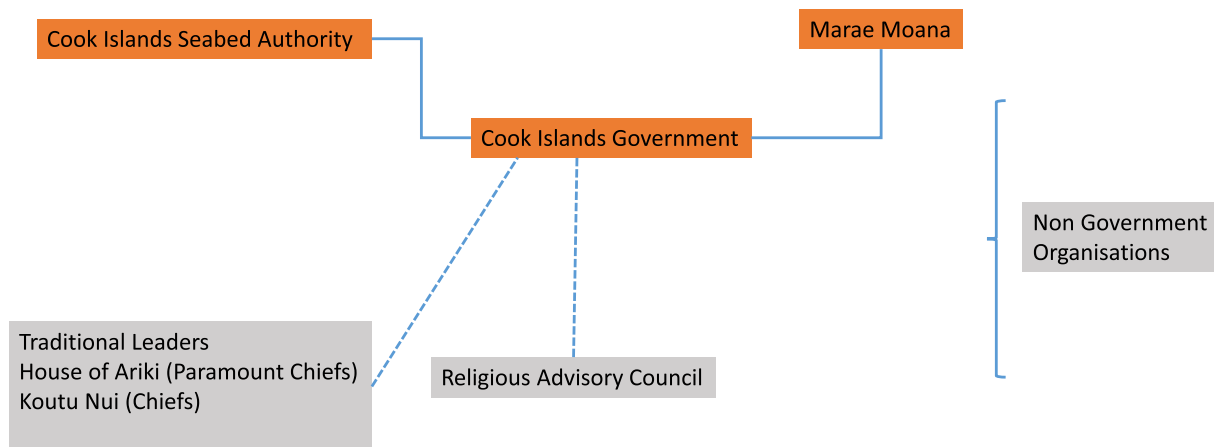 Cook Islands Seabed Authority
Marae Moana
Cook Islands Government
Non Government
Organisations
Traditional Leaders
House of Ariki (Paramount Chiefs)
Koutu Nui (Chiefs)
Religious Advisory Council